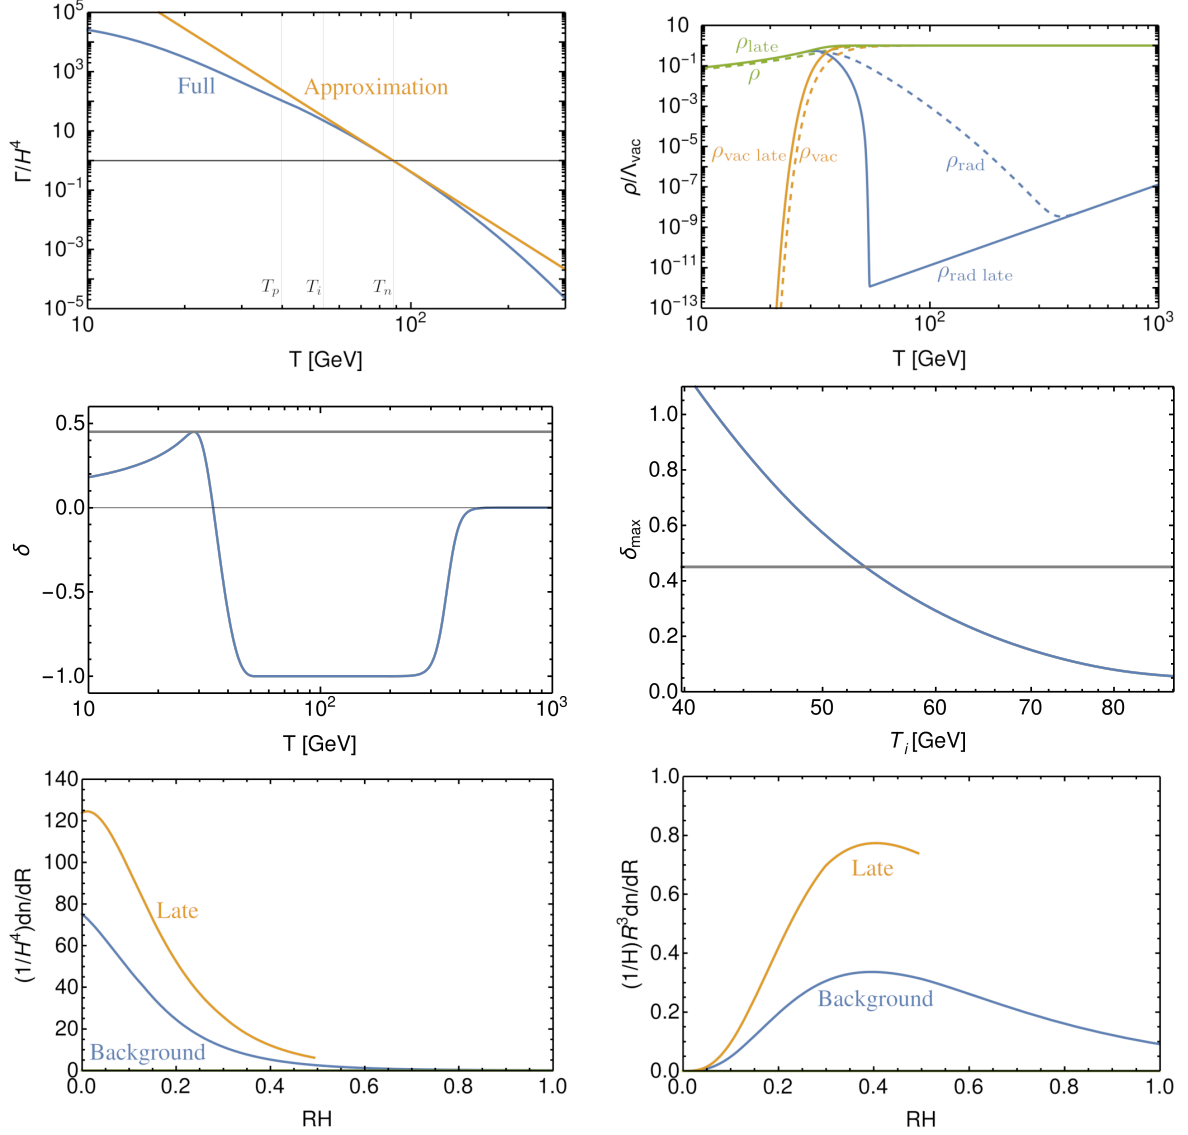 10^5
10^3
10
10^-1
10^-3
10^-5
Γ/H^4
Full
Approximation
T_p
T_i
T_n
10
10^2
T [GeV]
10
10^-1
10^-3
10^-5
10^-7
10^-9
10^-11
10^-13
ρ/Λ_vac
ρ_late
ρ
ρ_vac late
ρ_vac
ρ_rad
ρ_rad late
10
10^2
10^3
T [GeV]
0.5
0.0
−0.5
−1.0
δ
10
10^2
10^3
T [GeV]
1.0
0.8
0.6
0.4
0.2
0.0
δ_max
40
50
60
70
80
T_i [GeV]
140
120
100
80
60
40
20
0
(1/H^4)dn/dR
Late
Background
0.0
0.2
0.4
0.6
0.8
1.0
RH
1.0
0.8
0.6
0.4
0.2
0.0
(1/H)R^3dn/dR
Late
Background
0.0
0.2
0.4
0.6
0.8
1.0
RH